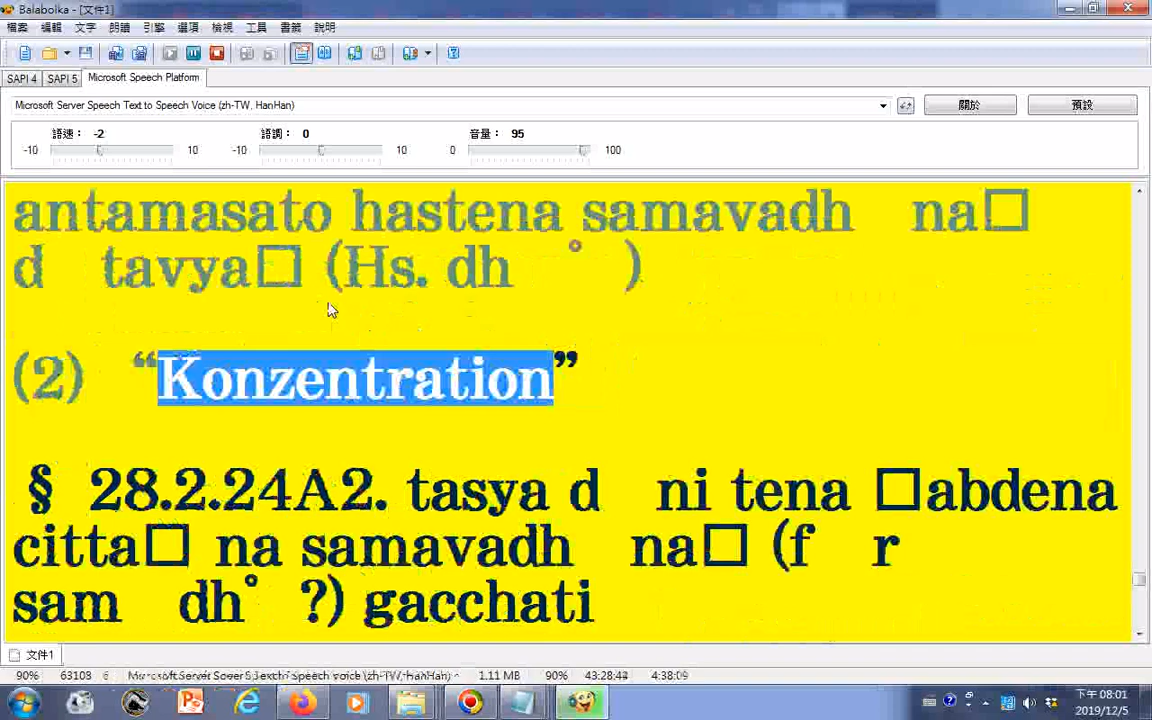 Balabolka - [文件1]
檔案 編輯 文字 朗讀 引擎 選項 檢視 工具 書籤 說明
SAPI 4 SAPI 5 Microsoft Speech Platform
Microsoft Server Speech Text to Speech Voice (zh-TW, HanHan) 關於 預設
語速： -2 語調： 0 音量： 95
-10 10 -10 10 0 100
antamasato hastena samavadh na□
d tavya□ (Hs. dh ° )
(2) “Konzentration”
§ 28.2.24A2. tasya d ni tena □abdena
citta□ na samavadh na□ (f r
sam dh° ?) gacchati
文件1
90% 63108 1.11 MB 90% 43:28:44 4:38:09
下午 08:01
2019/12/5